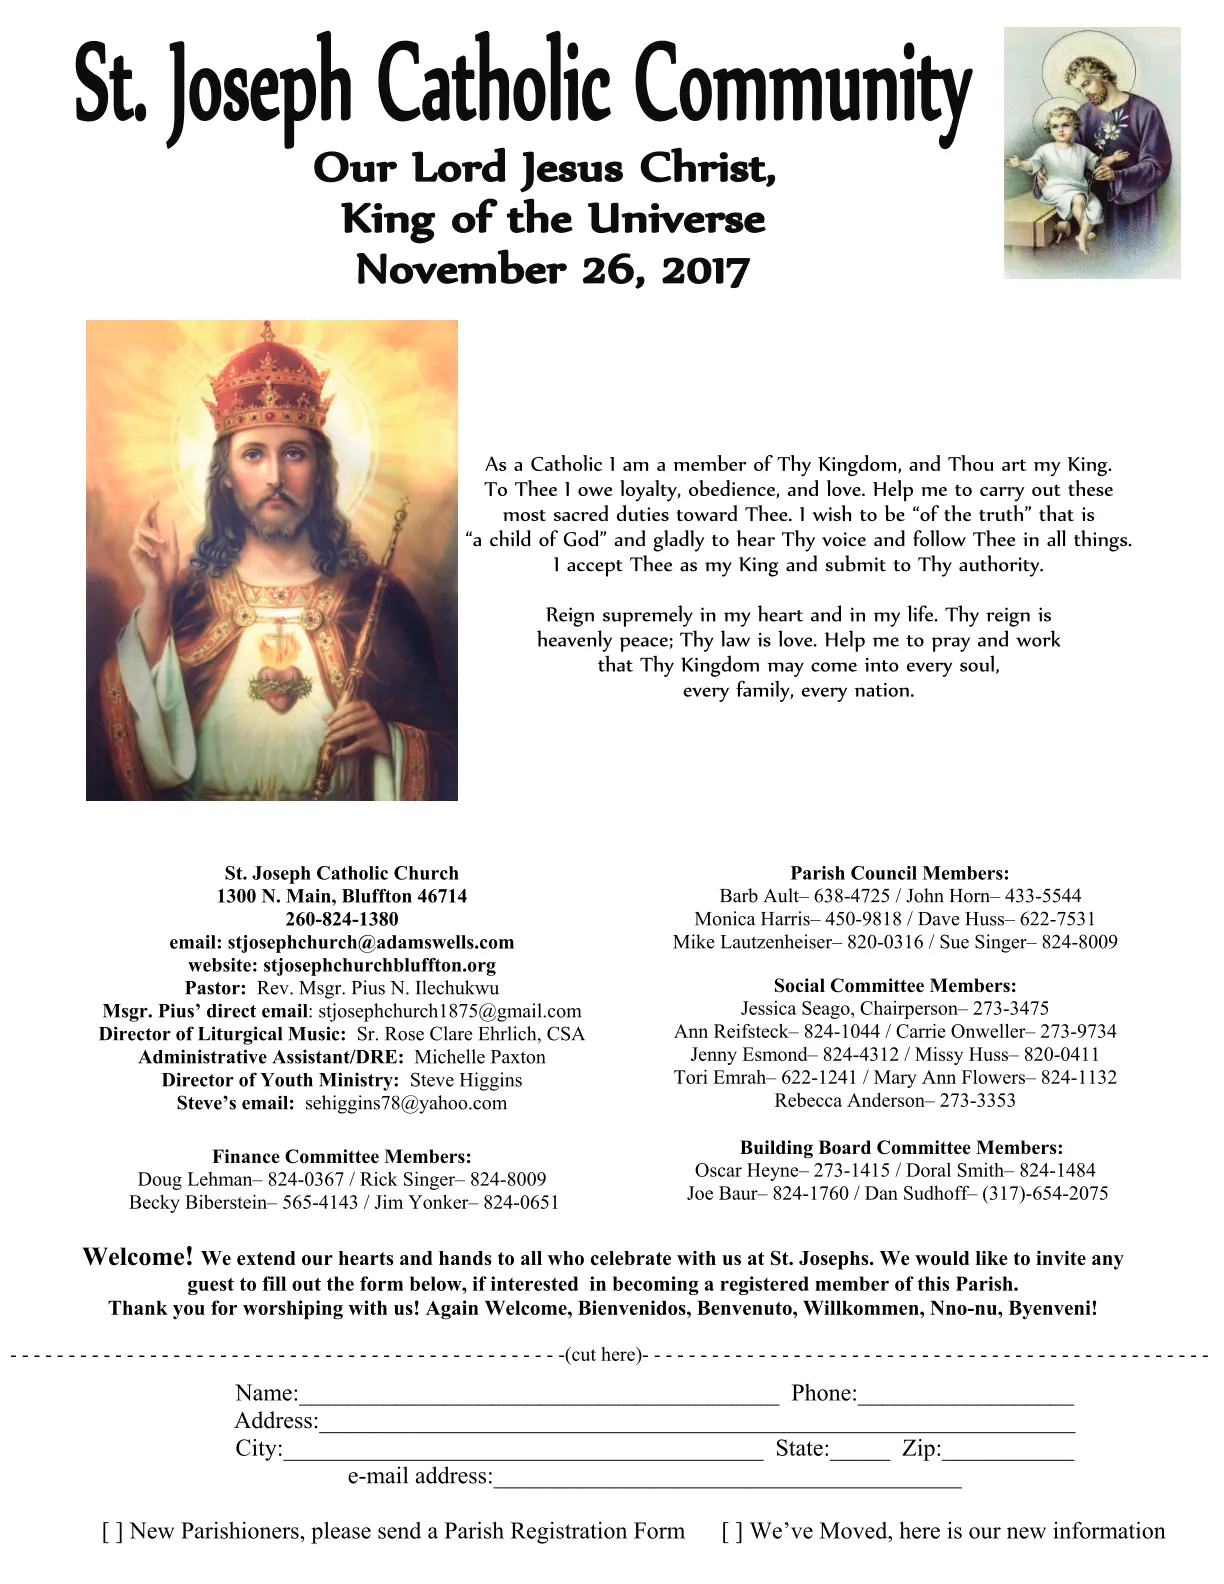 St. Joseph Catholic Community
Our Lord Jesus Christ,
King of the Universe
November 26, 2017
As a Catholic I am a member of Thy Kingdom, and Thou art my King.
To Thee I owe loyalty, obedience, and love. Help me to carry out these
most sacred duties toward Thee. I wish to be “of the truth” that is
“a child of God” and gladly to hear Thy voice and follow Thee in all things.
I accept Thee as my King and submit to Thy authority.
Reign supremely in my heart and in my life. Thy reign is
heavenly peace; Thy law is love. Help me to pray and work
that Thy Kingdom may come into every soul,
every family, every nation.
St. Joseph Catholic Church
1300 N. Main, Bluffton 46714
260-824-1380
email: stjosephchurch@adamswells.com
website: stjosephchurchbluffton.org
Pastor: Rev. Msgr. Pius N. Ilechukwu
Msgr. Pius’ direct email: stjosephchurch1875@gmail.com
Director of Liturgical Music: Sr. Rose Clare Ehrlich, CSA
Administrative Assistant/DRE: Michelle Paxton
Director of Youth Ministry: Steve Higgins
Steve’s email: sehiggins78@yahoo.com
Finance Committee Members:
Doug Lehman– 824-0367 / Rick Singer– 824-8009
Becky Biberstein– 565-4143 / Jim Yonker– 824-0651
Parish Council Members:
Barb Ault– 638-4725 / John Horn– 433-5544
Monica Harris– 450-9818 / Dave Huss– 622-7531
Mike Lautzenheiser– 820-0316 / Sue Singer– 824-8009
Social Committee Members:
Jessica Seago, Chairperson– 273-3475
Ann Reifsteck– 824-1044 / Carrie Onweller– 273-9734
Jenny Esmond– 824-4312 / Missy Huss– 820-0411
Tori Emrah– 622-1241 / Mary Ann Flowers– 824-1132
Rebecca Anderson– 273-3353
Building Board Committee Members:
Oscar Heyne– 273-1415 / Doral Smith– 824-1484
Joe Baur– 824-1760 / Dan Sudhoff– (317)-654-2075
Welcome! We extend our hearts and hands to all who celebrate with us at St. Josephs. We would like to invite any
guest to fill out the form below, if interested in becoming a registered member of this Parish.
Thank you for worshiping with us! Again Welcome, Bienvenidos, Benvenuto, Willkommen, Nno-nu, Byenveni!
- - - - - - - - - - - - - - - - - - - - - - - - - - - - - - - - - - - - - - - - - - - - - - - -(cut here)- - - - - - - - - - - - - - - - - - - - - - - - - - - - - - - - - - - - - - - - - - - - - - - - -
Name:________________________________________ Phone:__________________
Address:_______________________________________________________________
City:________________________________________ State:_____ Zip:___________
e-mail address:_______________________________________
[ ] New Parishioners, please send a Parish Registration Form [ ] We’ve Moved, here is our new information